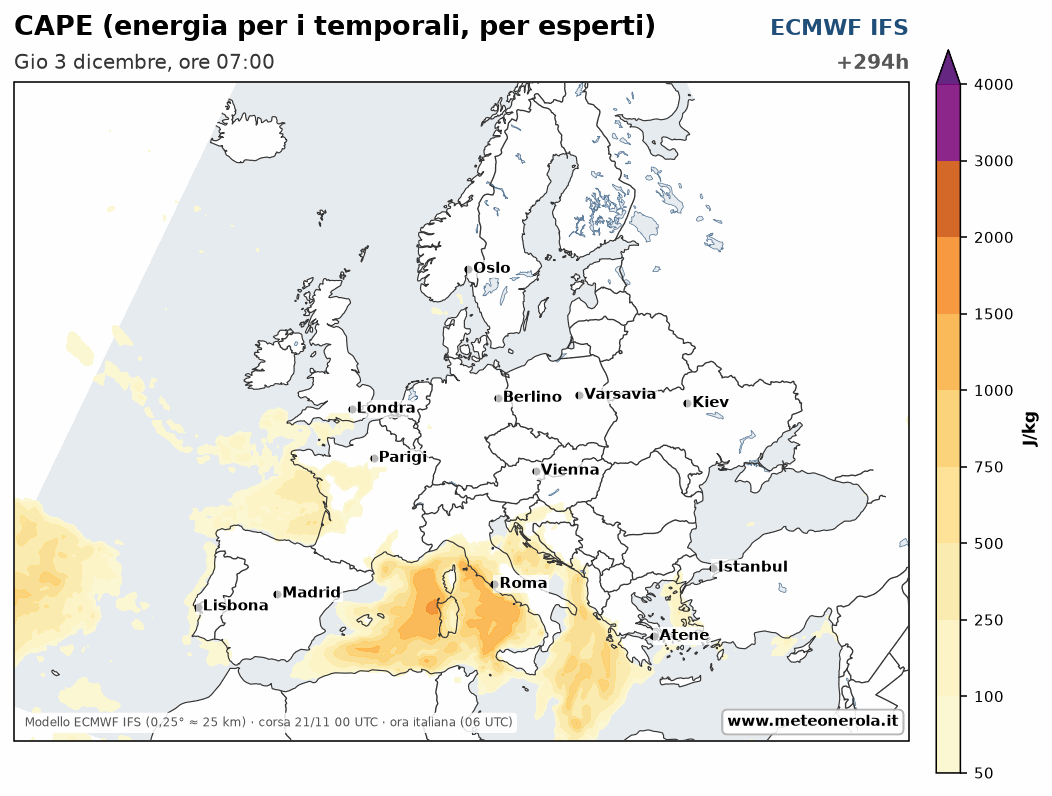 CAPE (energia per i temporali, per esperti)
ECMWF IFS
Gio 3 dicembre, ore 07:00
+294h
4000
3000
2000
1500
1000
750
500
250
100
50
J/kg
Oslo
Londra
Berlino
Varsavia
Kiev
Parigi
Vienna
Roma
Istanbul
Madrid
Lisbona
Atene
Modello ECMWF IFS (0,25° ≈ 25 km) · corsa 21/11 00 UTC · ora italiana (06 UTC)
www.meteonerola.it